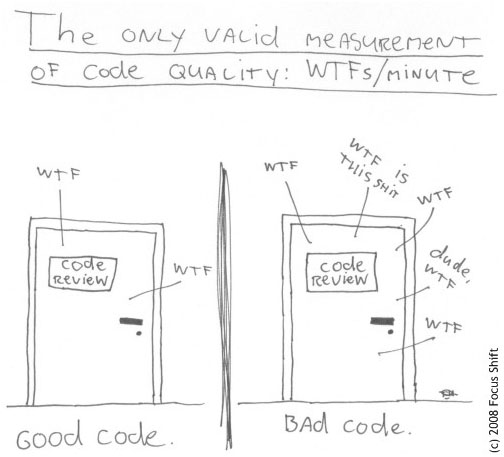 The ONLY VALID MEASUREMENT
OF Code QUALITY: WTFs/MINUTE
WTF
Code
REVIEW
WTF
GOOD CODE.
WTF
WTF IS
THIS SHIT
WTF
Code
REVIEW
dude,
WTF
WTF
BAD CODE.
(c) 2008 Focus Shift